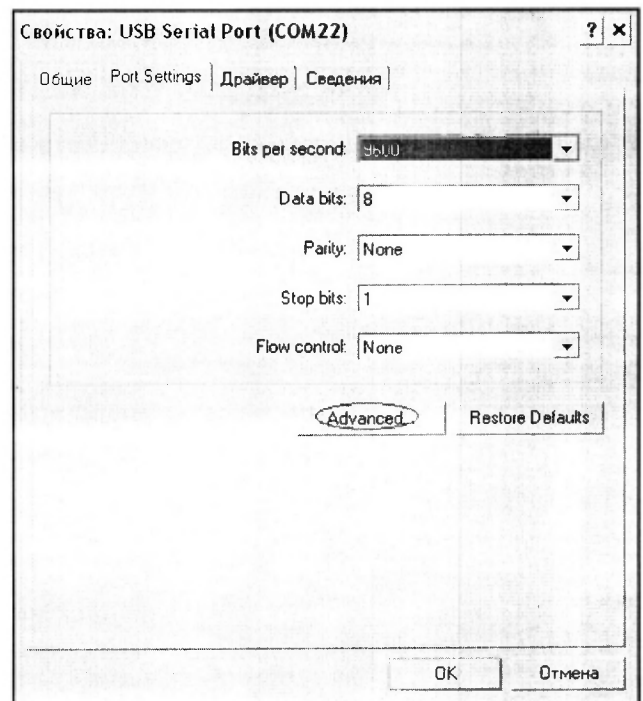 Свойства: USB Serial Port (COM22) ? ×
Общие Port Settings Драйвер Сведения
Bits per second: 9600
Data bits: 8
Parity: None
Stop bits: 1
Flow control: None
Advanced... Restore Defaults
OK Отмена